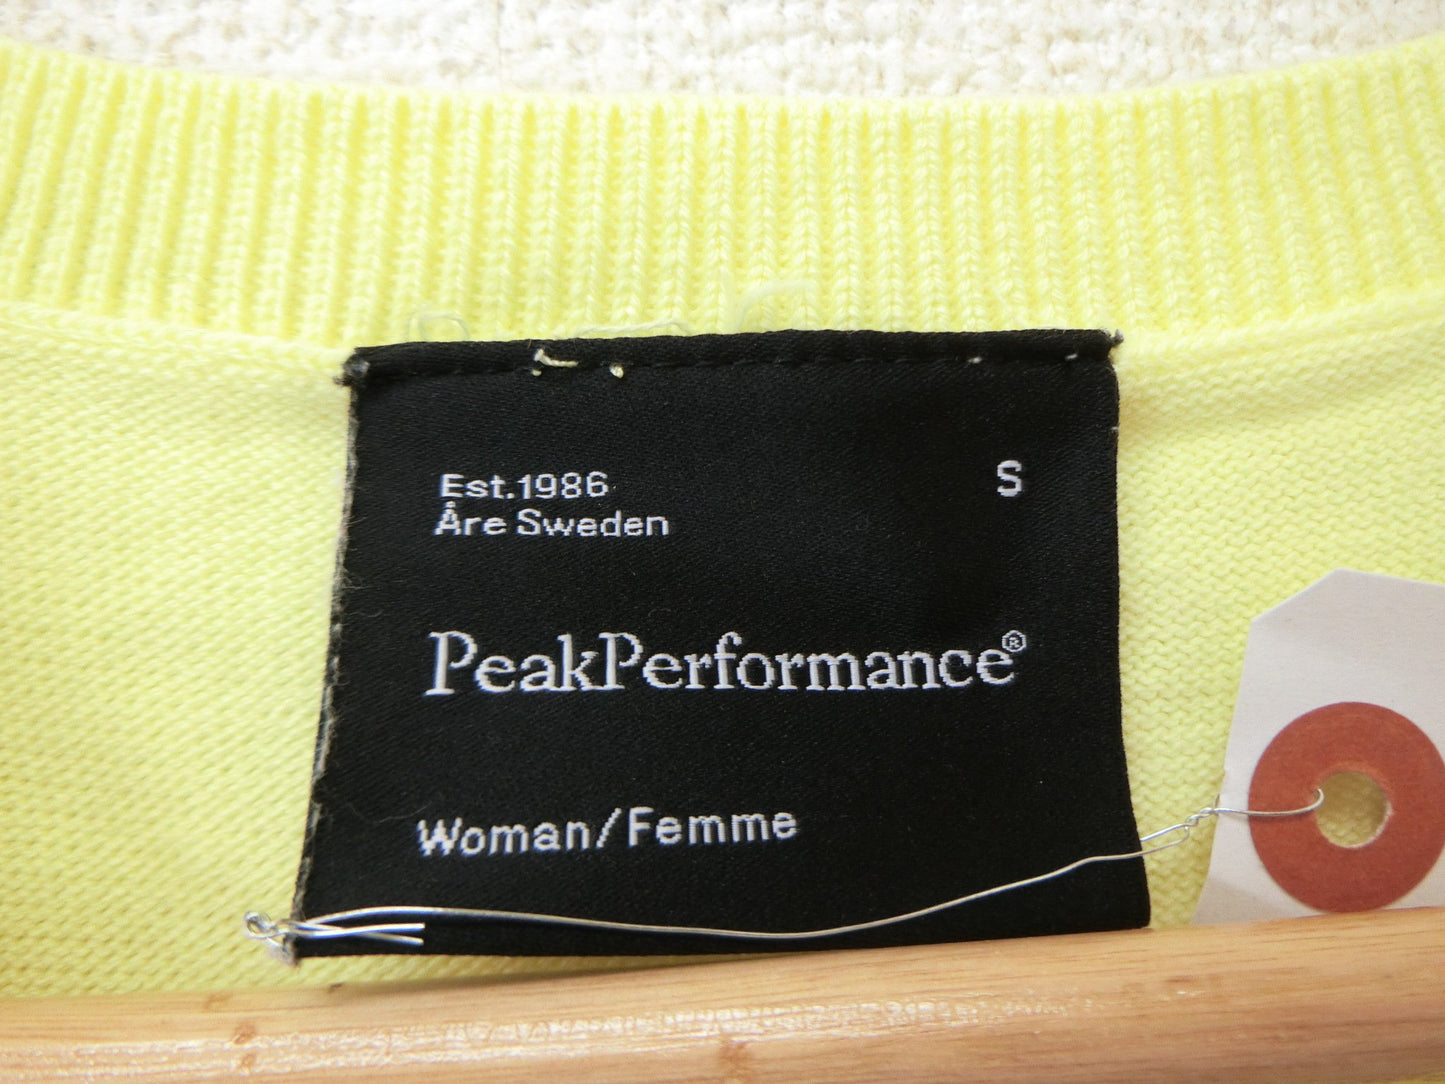 Est.1986
S
Åre Sweden
PeakPerformance®
Woman/Femme